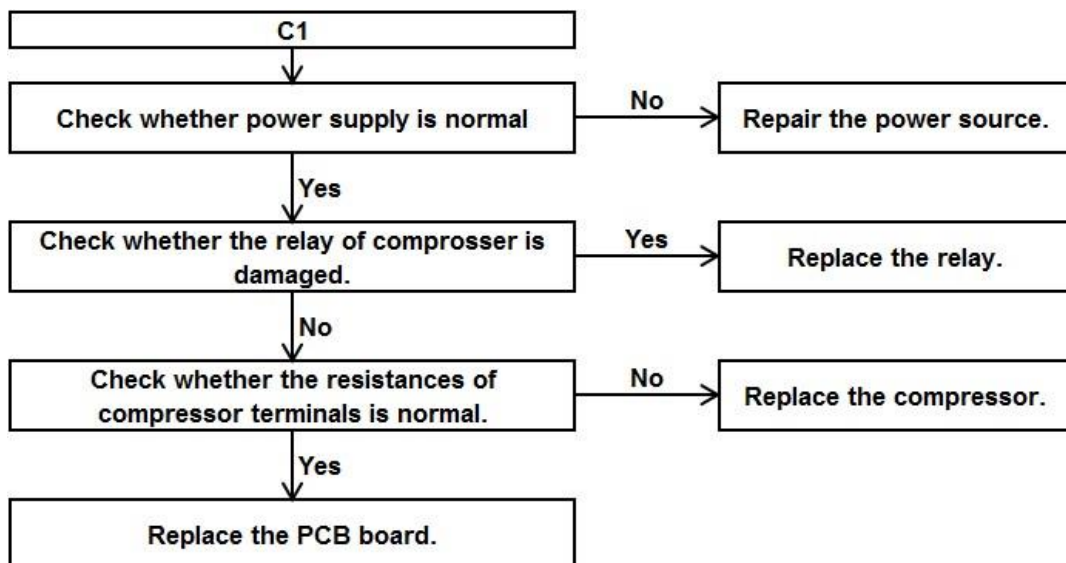 C1
Check whether power supply is normal
No
Repair the power source.
Yes
Check whether the relay of comprosser is
damaged.
Yes
Replace the relay.
No
Check whether the resistances of
compressor terminals is normal.
No
Replace the compressor.
Yes
Replace the PCB board.